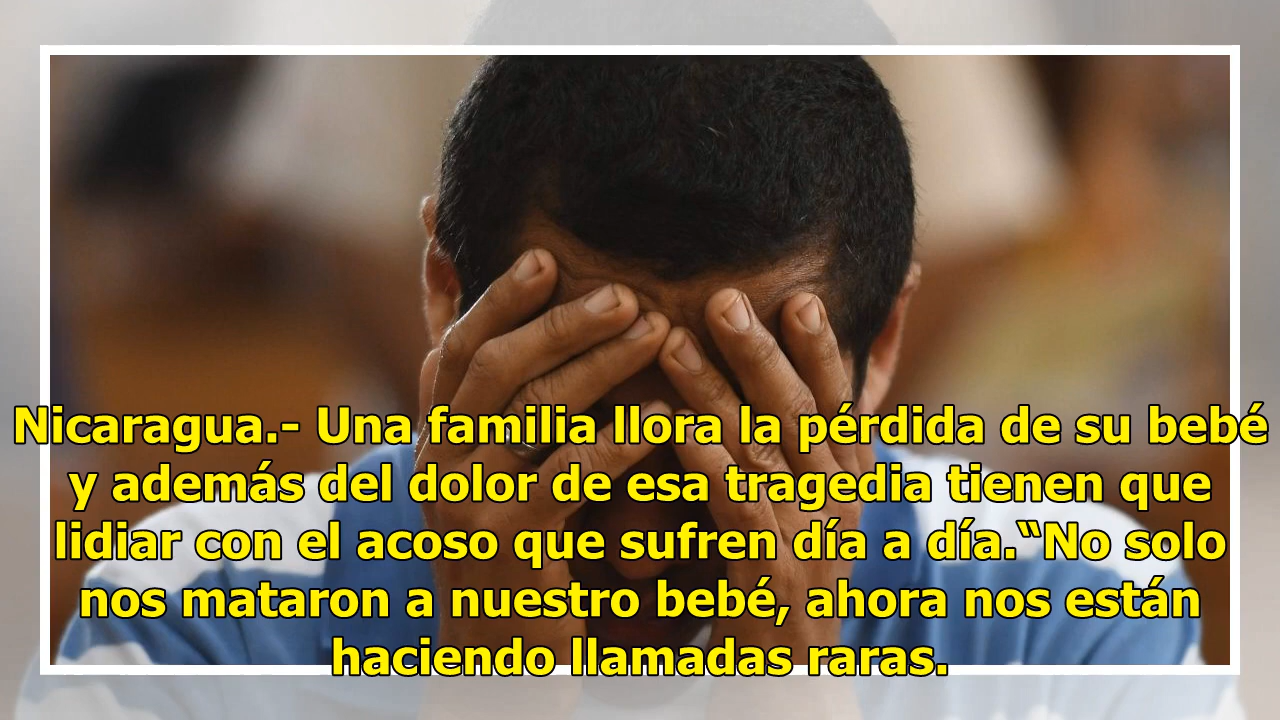 Nicaragua.- Una familia llora la pérdida de su bebé
y además del dolor de esa tragedia tienen que
lidiar con el acoso que sufren día a día.“No solo
nos mataron a nuestro bebé, ahora nos están
haciendo llamadas raras.